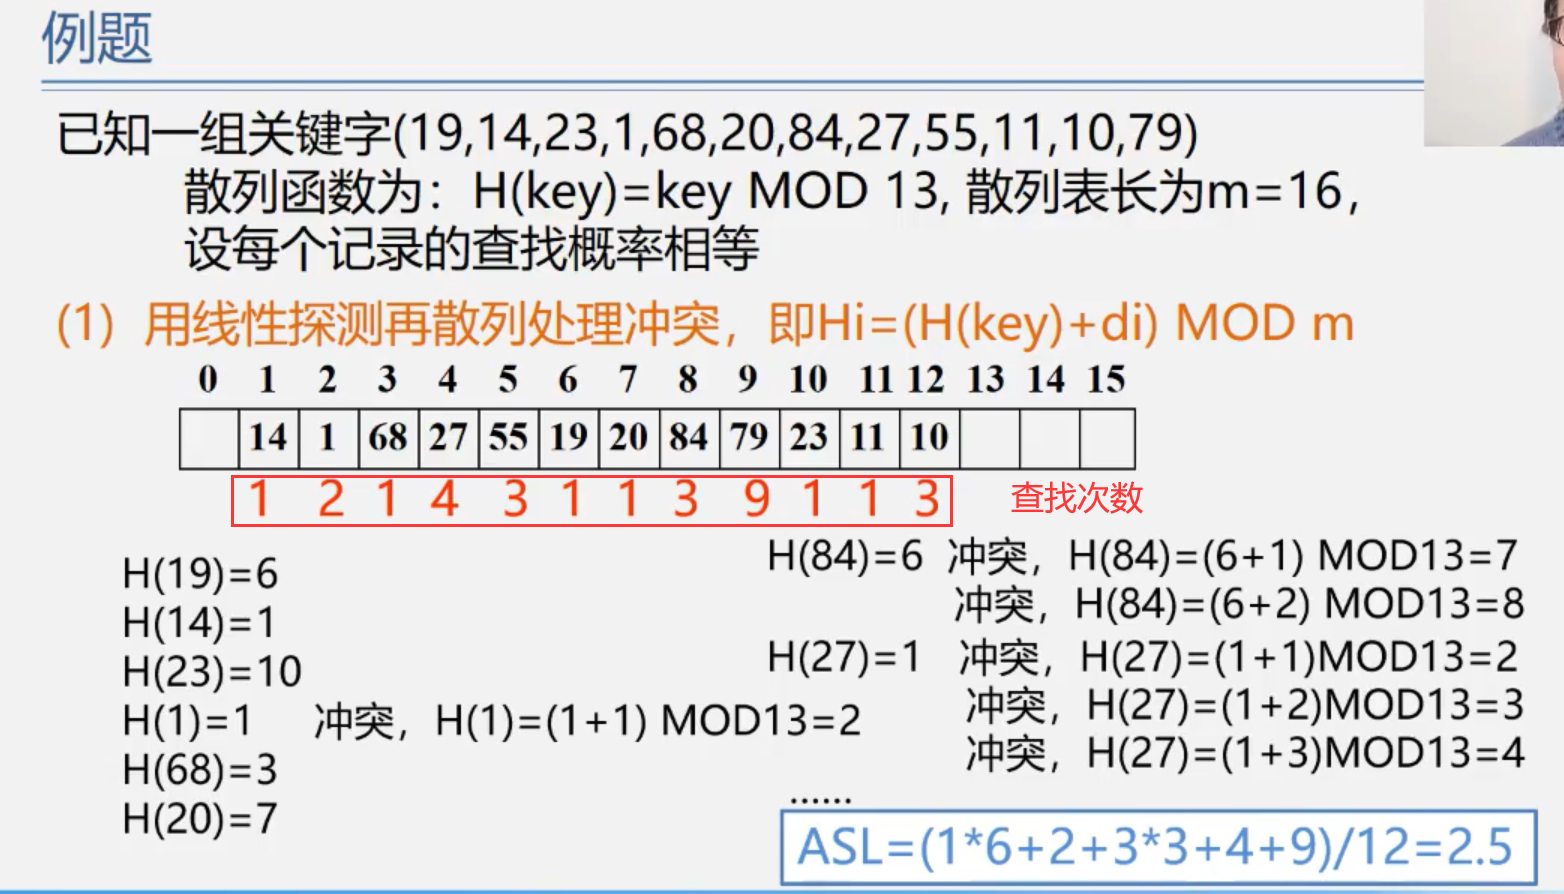 例题
已知一组关键字(19,14,23,1,68,20,84,27,55,11,10,79)
散列函数为：H(key)=key MOD 13, 散列表长为m=16,
设每个记录的查找概率相等
(1) 用线性探测再散列处理冲突，即Hi=(H(key)+di) MOD m
0 1 2 3 4 5 6 7 8 9 10 11 12 13 14 15
14 1 68 27 55 19 20 84 79 23 11 10
1 2 1 4 3 1 1 3 9 1 1 3 查找次数
H(19)=6
H(14)=1
H(23)=10
H(1)=1 冲突，H(1)=(1+1) MOD13=2
H(68)=3
H(20)=7
H(84)=6 冲突，H(84)=(6+1) MOD13=7
冲突，H(84)=(6+2) MOD13=8
H(27)=1 冲突，H(27)=(1+1)MOD13=2
冲突，H(27)=(1+2)MOD13=3
冲突，H(27)=(1+3)MOD13=4
......
ASL=(1*6+2+3*3+4+9)/12=2.5